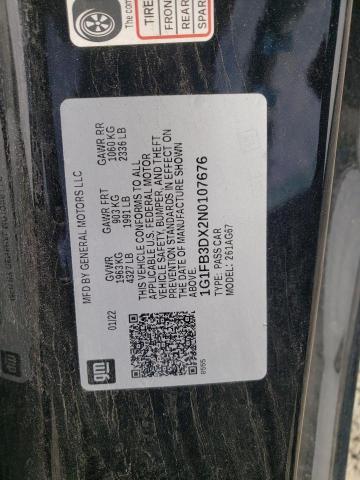 TIRE
FRON
REAR
SPAR
MFD BY GENERAL MOTORS LLC
01/22
GVWR
1963 KG
4327 LB
GAWR FRT
903 KG
1991 LB
GAWR RR
1060 KG
2336 LB
THIS VEHICLE CONFORMS TO ALL
APPLICABLE U.S. FEDERAL MOTOR
VEHICLE SAFETY, BUMPER, AND THEFT
PREVENTION STANDARDS IN EFFECT ON
THE DATE OF MANUFACTURE SHOWN
ABOVE.
1G1FB3DX2N0107676
TYPE: PASS CAR
MODEL: 261AG67
gm